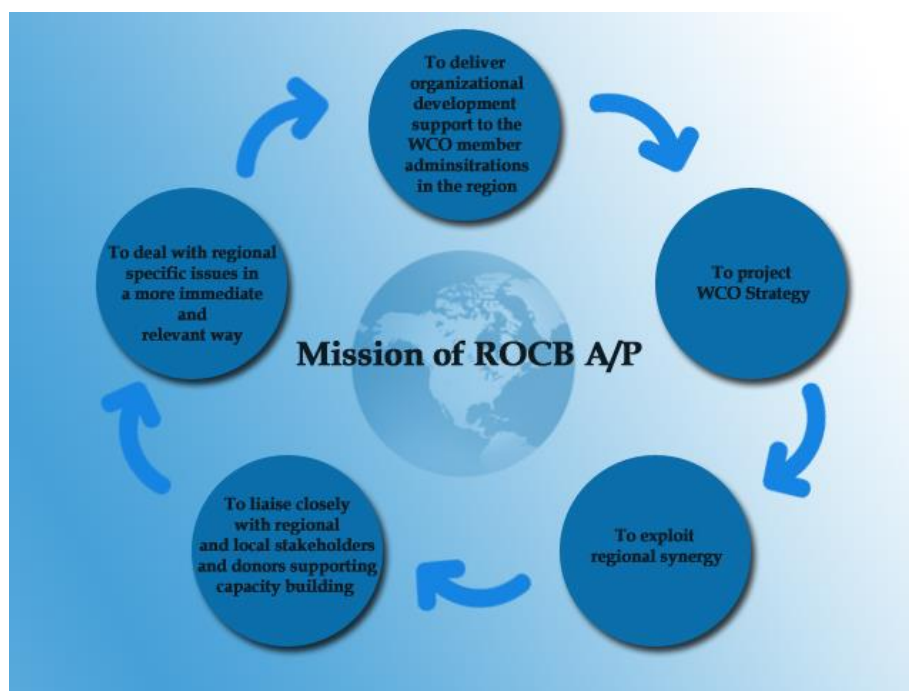 To deliver
organizational
development
support to the
WCO member
adminsitrations
in the region
To project
WCO Strategy
To exploit
regional synergy
To liaise closely
with regional
and local stakeholders
and donors supporting
capacity building
To deal with regional
specific issues in
a more immediate
and
relevant way
Mission of ROCB A/P